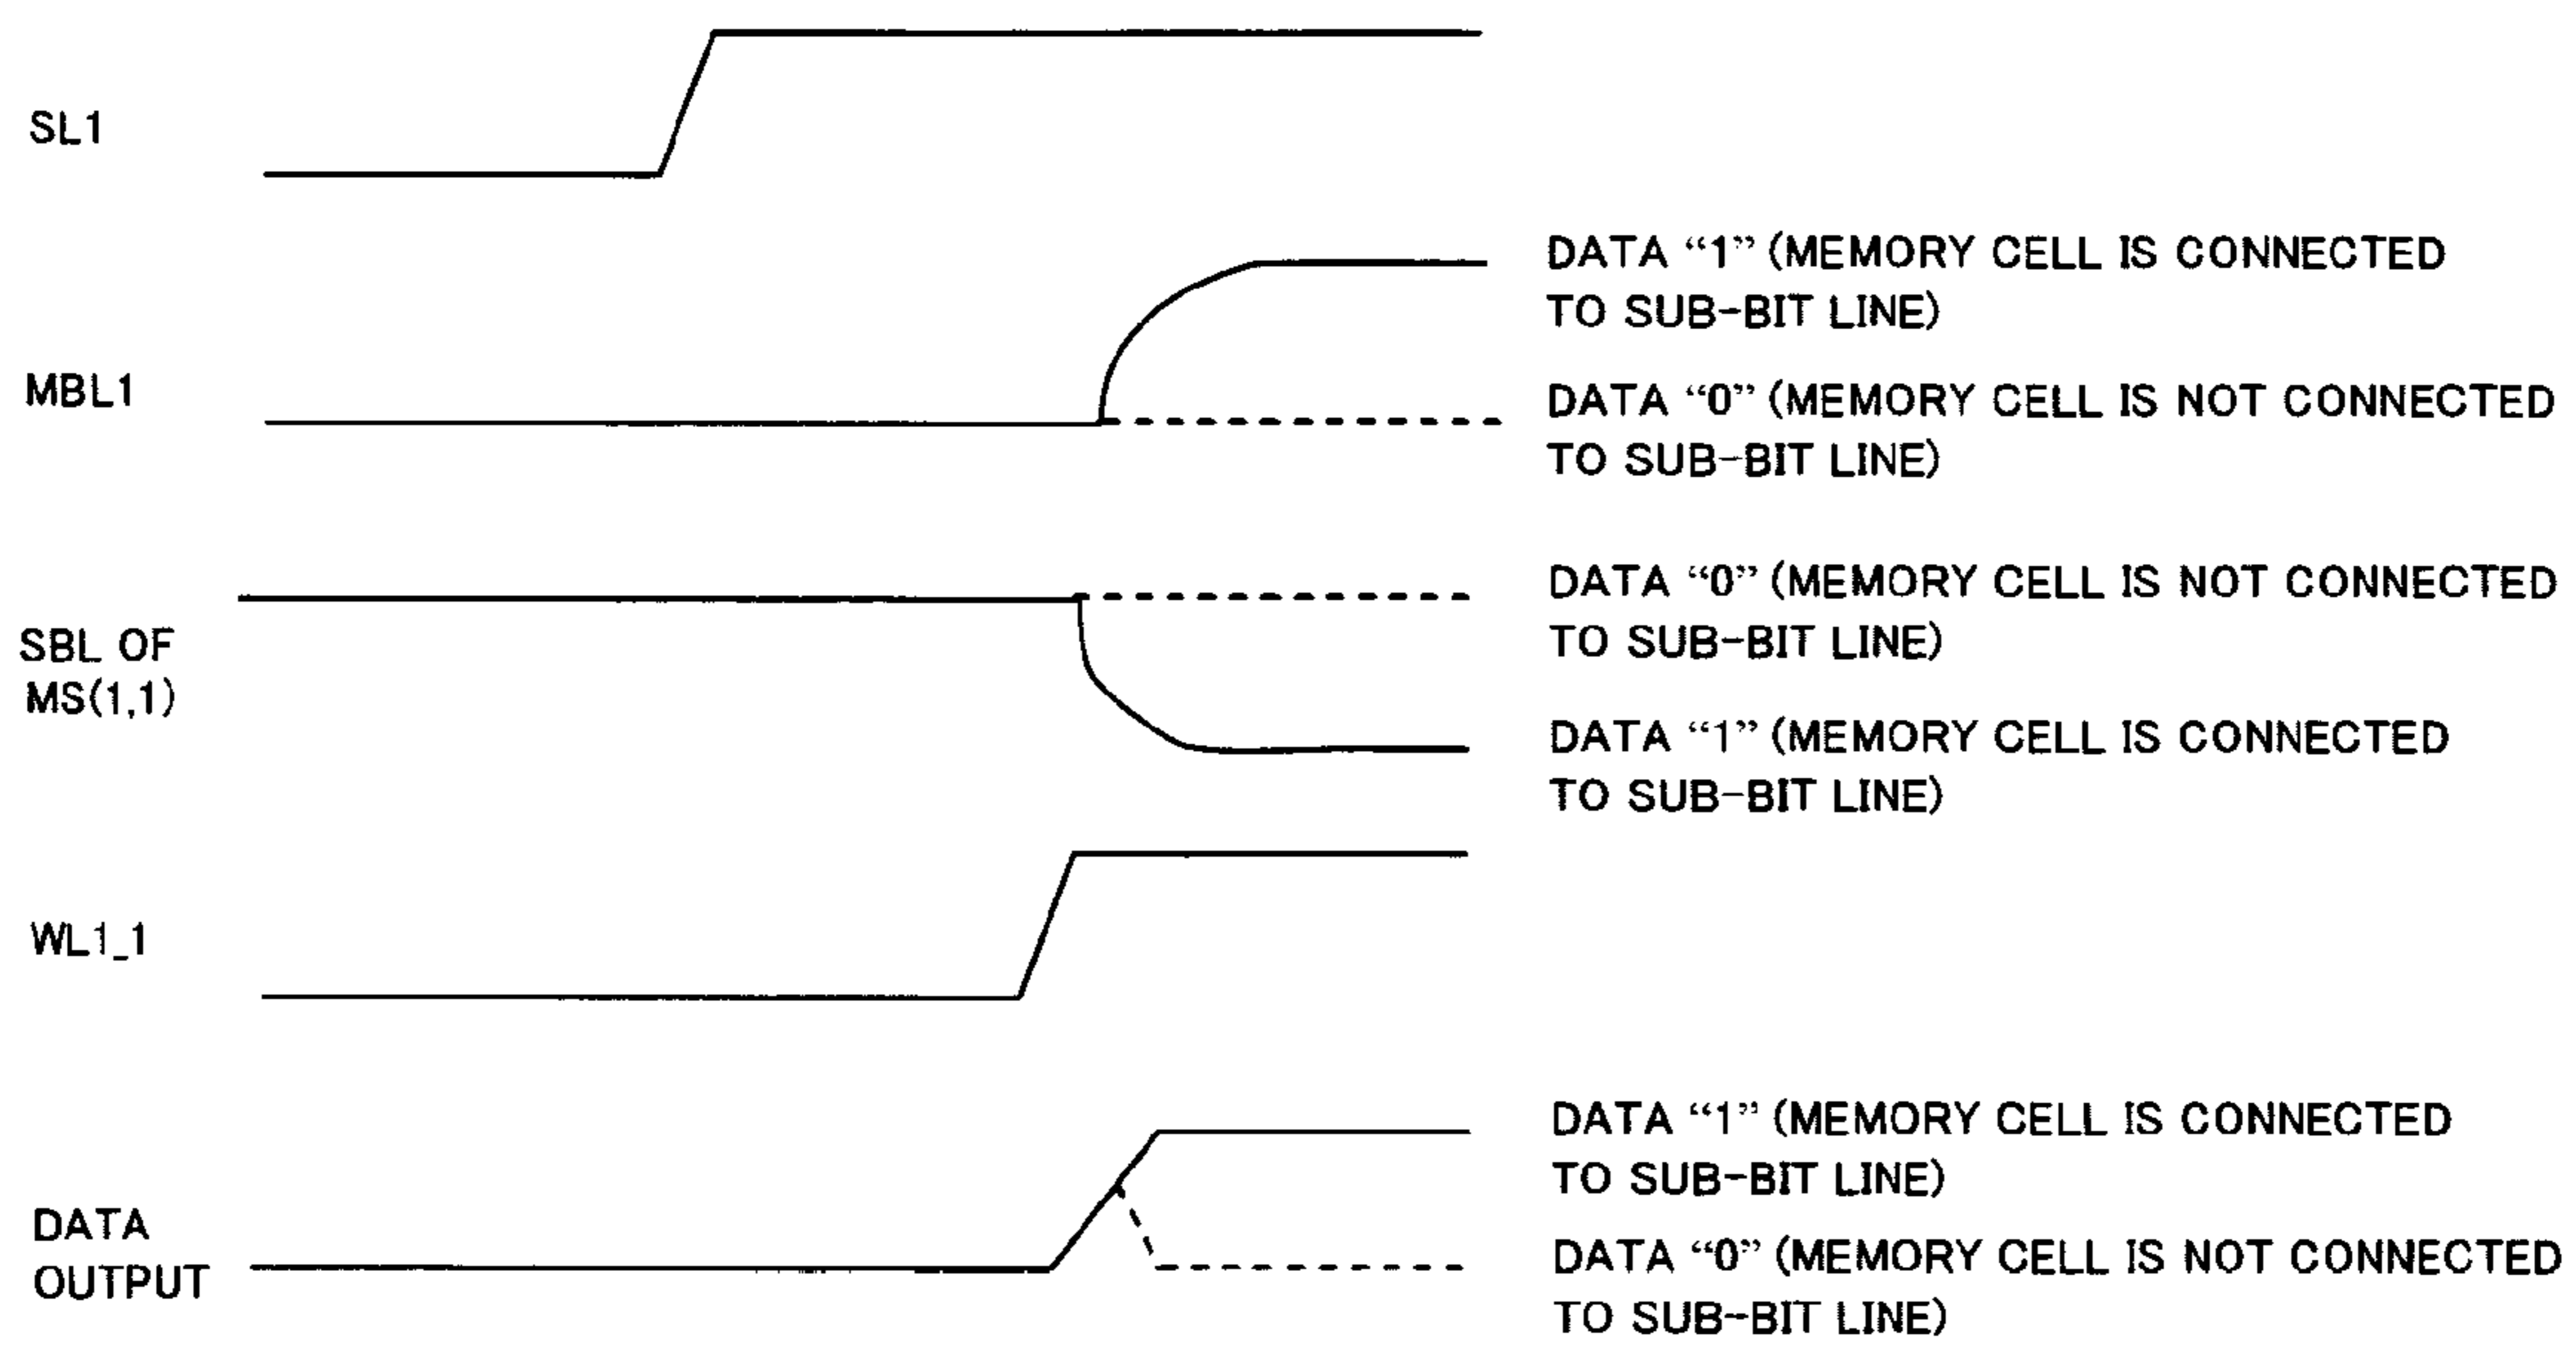 SL1
DATA “1” (MEMORY CELL IS CONNECTED
TO SUB-BIT LINE)
MBL1
DATA “0” (MEMORY CELL IS NOT CONNECTED
TO SUB-BIT LINE)
SBL OF
MS(1,1)
DATA “0” (MEMORY CELL IS NOT CONNECTED
TO SUB-BIT LINE)
DATA “1” (MEMORY CELL IS CONNECTED
TO SUB-BIT LINE)
WL1_1
DATA
OUTPUT
DATA “1” (MEMORY CELL IS CONNECTED
TO SUB-BIT LINE)
DATA “0” (MEMORY CELL IS NOT CONNECTED
TO SUB-BIT LINE)